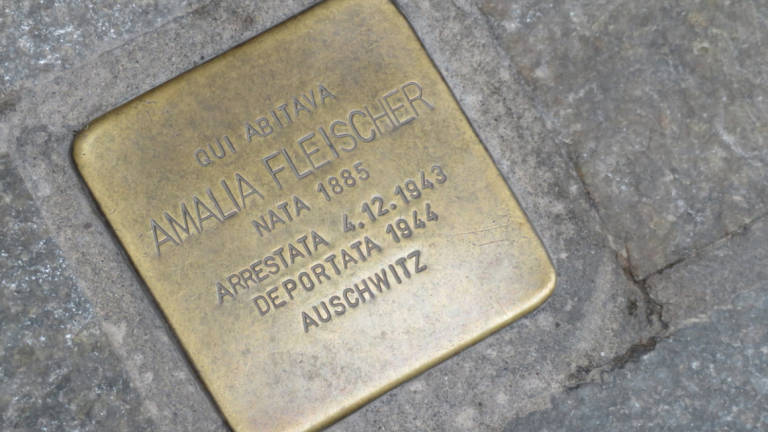 QUI ABITAVA
AMALIA FLEISCHER
NATA 1885
ARRESTATA 4.12.1943
DEPORTATA 1944
AUSCHWITZ